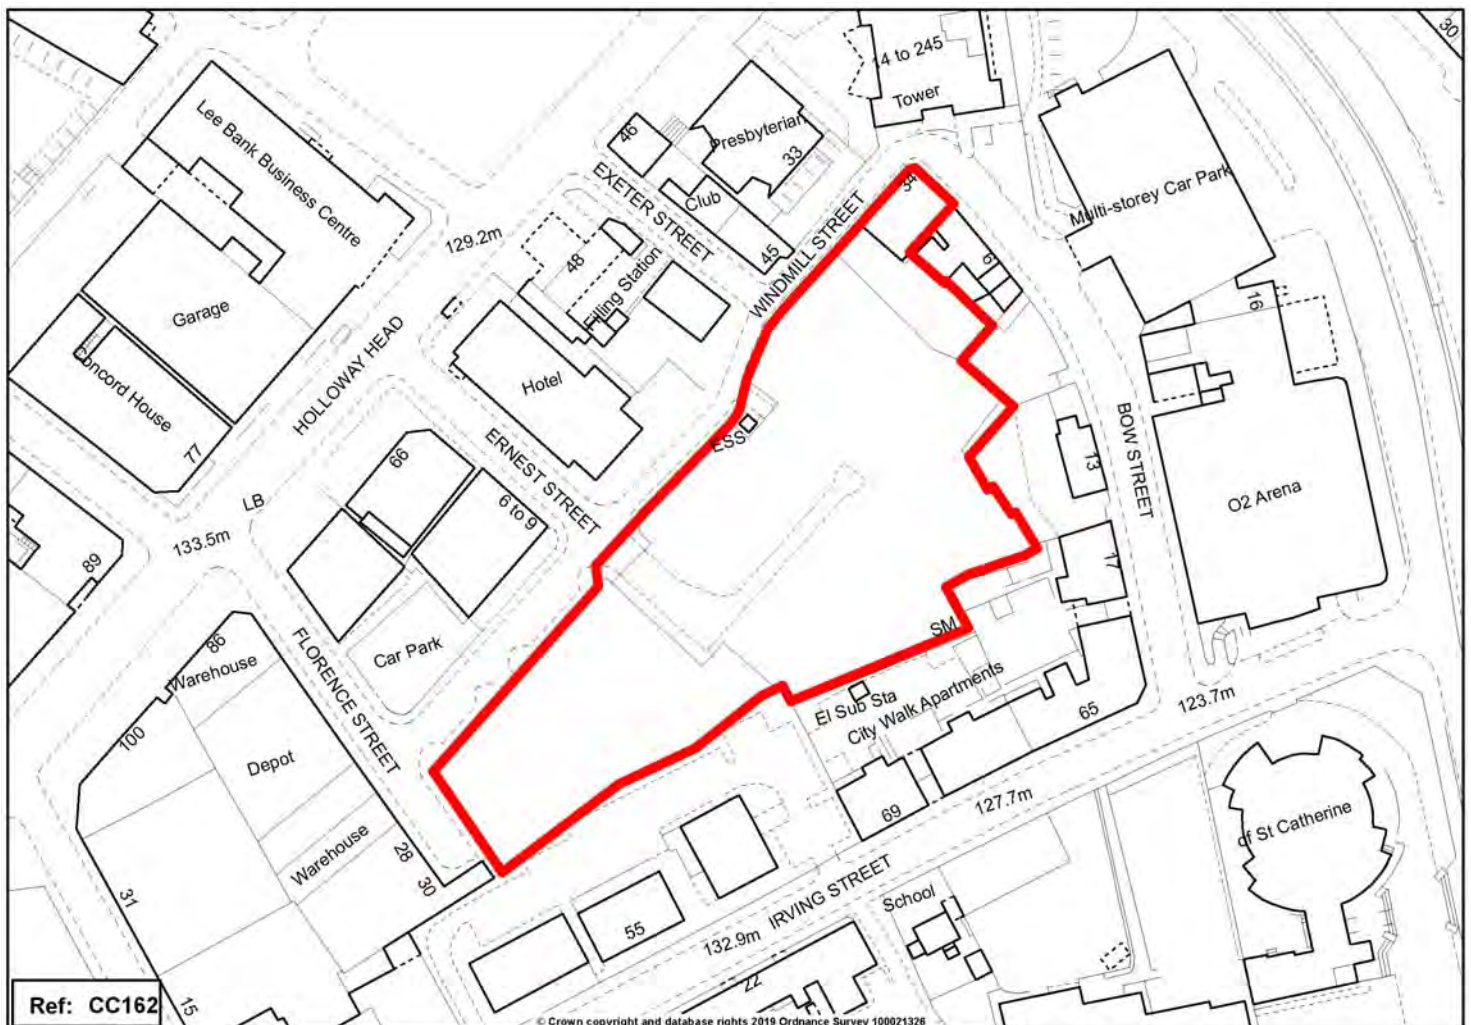 30
14 to 245
Tower
Lee Bank Business Centre
46
Presbyterian
33
EXETER STREET
Club
45
34
Multi-storey Car Park
129.2m
48
Filling Station
WINDMILL STREET
6
16
Garage
HOLLOWAY HEAD
Concord House
77
Hotel
ESS
BOW STREET
13
O2 Arena
66
ERNEST STREET
6 to 9
LB
133.5m
89
17
86
Warehouse
FLORENCE STREET
Car Park
SM
El Sub Sta
City Walk Apartments
65
123.7m
100
Depot
127.7m
69
of St Catherine
Warehouse
28
30
31
55
132.9m
IRVING STREET
School
22
15
Ref: CC162
© Crown copyright and database rights 2019 Ordnance Survey 100021326